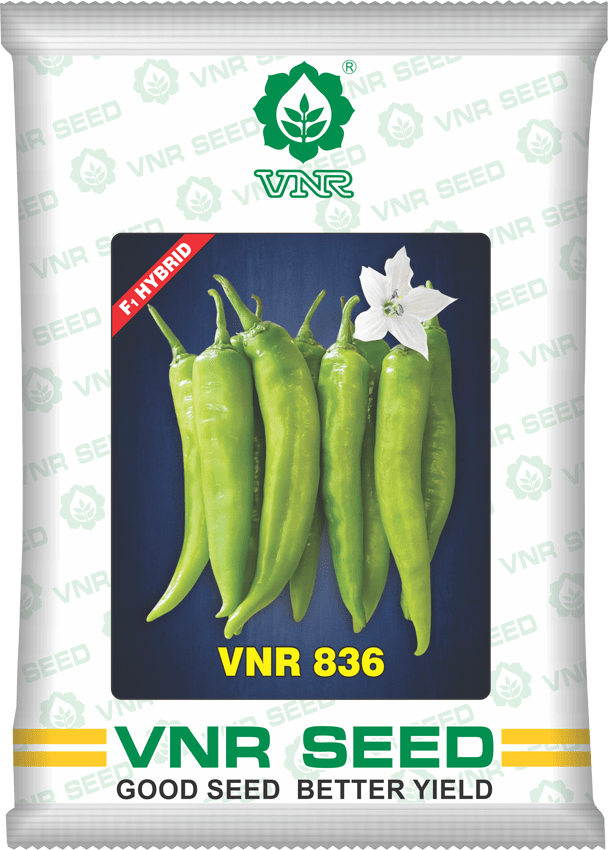 ®
VNR
F1 HYBRID
VNR 836
VNR SEED
GOOD SEED BETTER YIELD